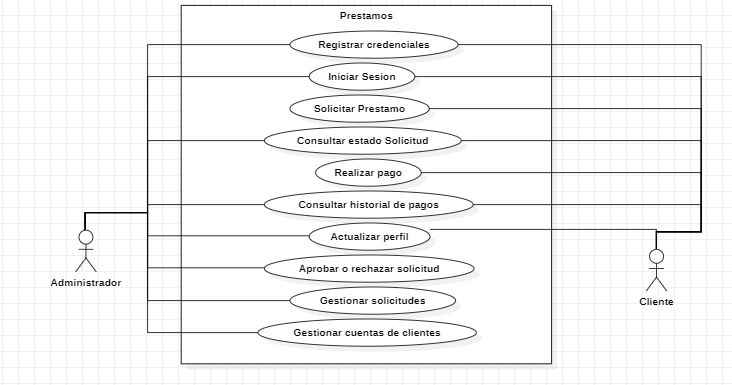 Prestamos
Registrar credenciales
Iniciar Sesion
Solicitar Prestamo
Consultar estado Solicitud
Realizar pago
Consultar historial de pagos
Actualizar perfil
Aprobar o rechazar solicitud
Gestionar solicitudes
Gestionar cuentas de clientes
Administrador
Cliente